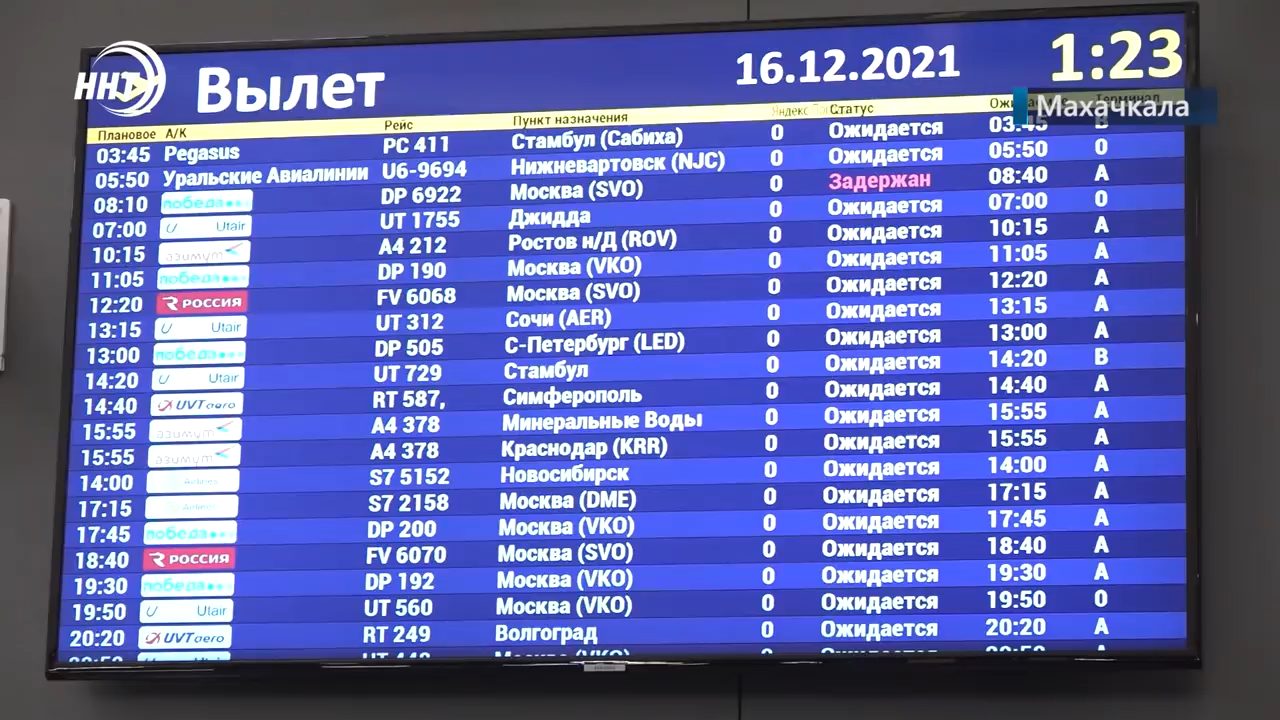 ННТ
Вылет 16.12.2021 1:23
Махачкала
Плановое А/К Рейс Пункт назначения Статус Терминал
03:45 Pegasus PC 411 Стамбул (Сабиха) 0 Ожидается 03:45 B
05:50 Уральские Авиалинии U6-9694 Нижневартовск (NJC) 0 Ожидается 05:50 0
08:10 победа DP 6922 Москва (SVO) 0 Задержан 08:40 A
07:00 Utair UT 1755 Джидда 0 Ожидается 07:00 0
10:15 азимут A4 212 Ростов н/Д (ROV) 0 Ожидается 10:15 A
11:05 победа DP 190 Москва (VKO) 0 Ожидается 11:05 A
12:20 РОССИЯ FV 6068 Москва (SVO) 0 Ожидается 12:20 A
13:15 Utair UT 312 Сочи (AER) 0 Ожидается 13:15 A
13:00 победа DP 505 С-Петербург (LED) 0 Ожидается 13:00 A
14:20 Utair UT 729 Стамбул 0 Ожидается 14:20 B
14:40 UVTaero RT 587, Симферополь 0 Ожидается 14:40 A
15:55 азимут A4 378 Минеральные Воды 0 Ожидается 15:55 A
15:55 азимут A4 378 Краснодар (KRR) 0 Ожидается 15:55 A
14:00 Airlines S7 5152 Новосибирск 0 Ожидается 14:00 A
17:15 Airlines S7 2158 Москва (DME) 0 Ожидается 17:15 A
17:45 победа DP 200 Москва (VKO) 0 Ожидается 17:45 A
18:40 РОССИЯ FV 6070 Москва (SVO) 0 Ожидается 18:40 A
19:30 победа DP 192 Москва (VKO) 0 Ожидается 19:30 A
19:50 Utair UT 560 Москва (VKO) 0 Ожидается 19:50 0
20:20 UVTaero RT 249 Волгоград 0 Ожидается 20:20 A